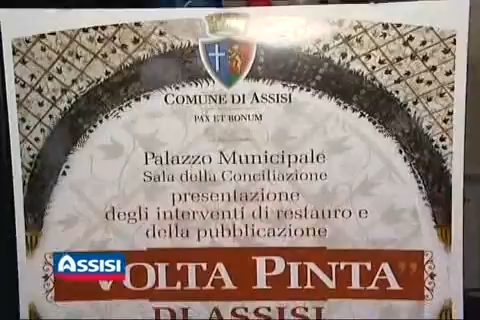 COMUNE DI ASSISI
PAX ET BONUM
Palazzo Municipale
Sala della Conciliazione
presentazione
degli interventi di restauro e
della pubblicazione
ASSISI
VOLTA PINTA”
DI ASSISI